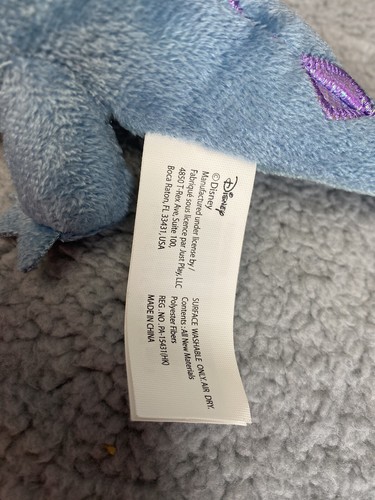 Disney
©Disney
Manufactured under license by /
Fabriqué sous licence par Just Play, LLC
4850 T-Rex Ave, Suite 100,
Boca Raton, FL 33431, USA
SURFACE WASHABLE ONLY, AIR DRY.
Contents : All New Materials
Polyester Fibers
REG. NO. PA-15431(HK)
MADE IN CHINA